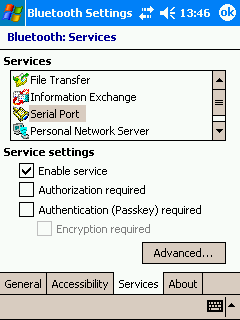 Bluetooth Settings 13:46 ok
Bluetooth: Services
Services
File Transfer
Information Exchange
Serial Port
Personal Network Server
Service settings
Enable service
Authorization required
Authentication (Passkey) required
Encryption required
Advanced...
General Accessibility Services About